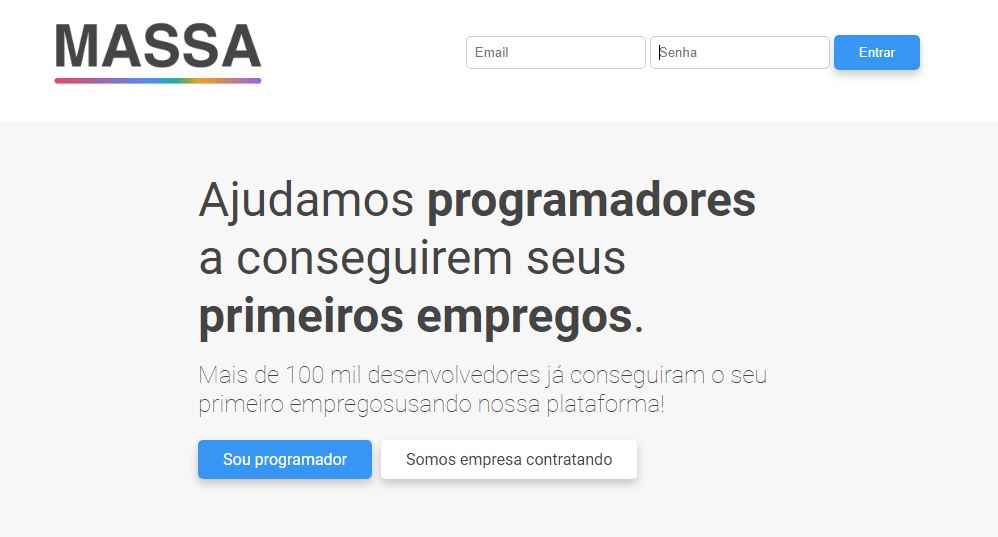 MASSA
Email
Senha
Entrar
Ajudamos programadores
a conseguirem seus
primeiros empregos.
Mais de 100 mil desenvolvedores já conseguiram o seu
primeiro empregosusando nossa plataforma!
Sou programador
Somos empresa contratando